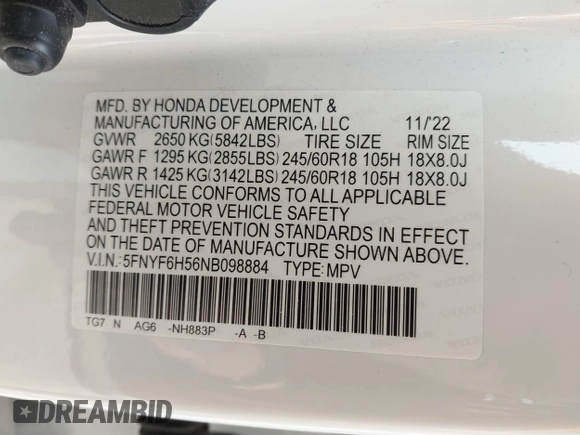 MFD. BY HONDA DEVELOPMENT &
MANUFACTURING OF AMERICA, LLC 11/'22
GVWR 2650 KG(5842LBS) TIRE SIZE RIM SIZE
GAWR F 1295 KG(2855LBS) 245/60R18 105H 18X8.0J
GAWR R 1425 KG(3142LBS) 245/60R18 105H 18X8.0J
THIS VEHICLE CONFORMS TO ALL APPLICABLE
FEDERAL MOTOR VEHICLE SAFETY
AND THEFT PREVENTION STANDARDS IN EFFECT
ON THE DATE OF MANUFACTURE SHOWN ABOVE.
V.I.N.:5FNYF6H56NB098884 TYPE:MPV
TG7 N AG6 -NH883P -A -B
DREAMBID